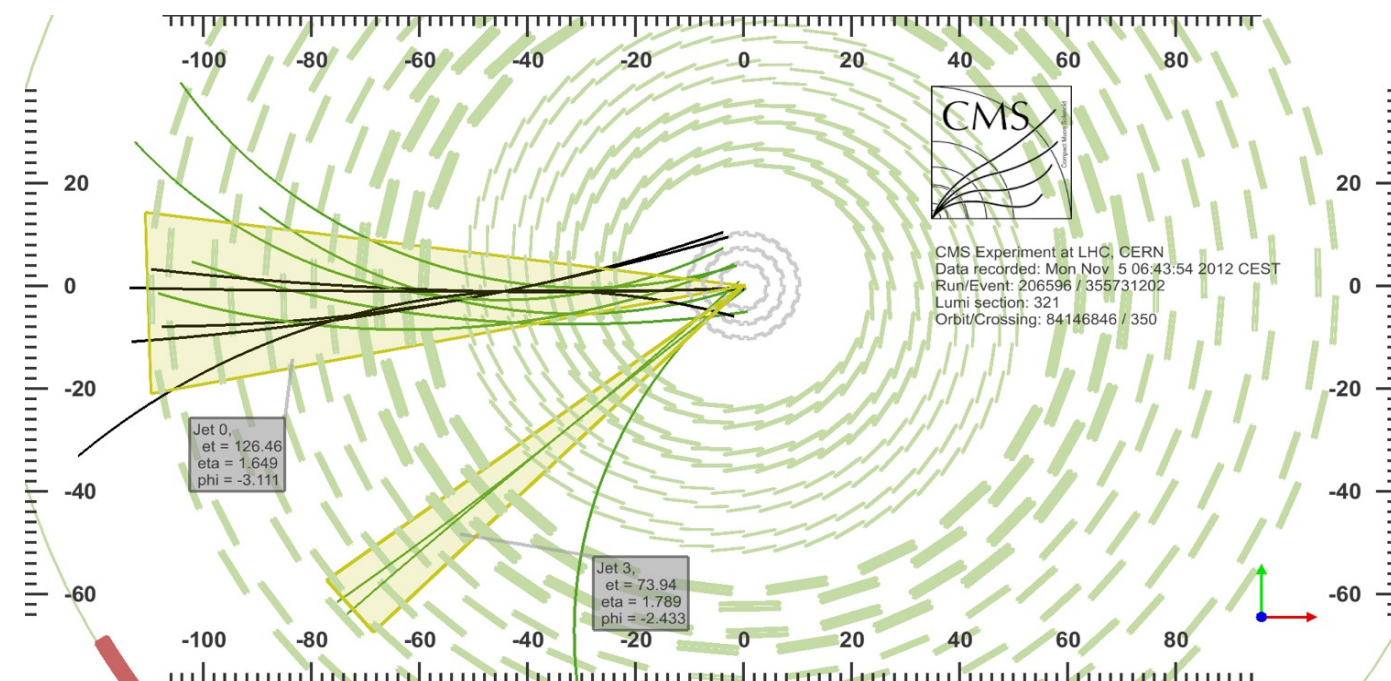 -100 -80 -60 -40 -20 0 20 40 60 80
CMS
Compact Muon Solenoid
20 20
CMS Experiment at LHC, CERN
Data recorded: Mon Nov 5 06:43:54 2012 CEST
Run/Event: 206596 / 355731202
Lumi section: 321
Orbit/Crossing: 84146846 / 350
0 0
-20 -20
Jet 0,
et = 126.46
eta = 1.649
phi = -3.111
-40 -40
Jet 3,
et = 73.94
eta = 1.789
phi = -2.433
-60 -60
-100 -80 -60 -40 -20 0 20 40 60 80